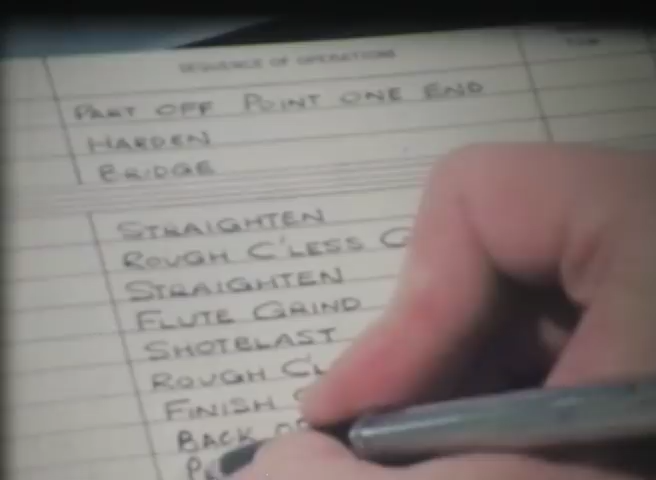 SEQUENCE OF OPERATIONS
PART OFF POINT ONE END
HARDEN
BRIDGE
STRAIGHTEN
ROUGH C'LESS G
STRAIGHTEN
FLUTE GRIND
SHOTBLAST
ROUGH C'L
FINISH
BACK